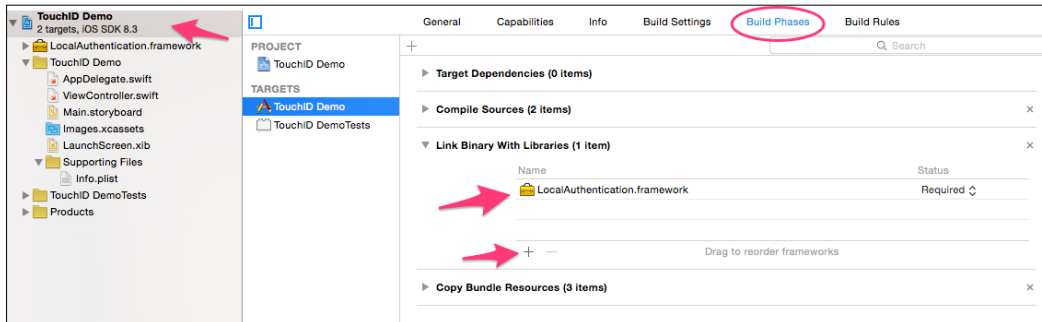 TouchID Demo
2 targets, iOS SDK 8.3
LocalAuthentication.framework
TouchID Demo
AppDelegate.swift
ViewController.swift
Main.storyboard
Images.xcassets
LaunchScreen.xib
Supporting Files
Info.plist
TouchID DemoTests
Products
PROJECT
TouchID Demo
TARGETS
TouchID Demo
TouchID DemoTests
General Capabilities Info Build Settings Build Phases Build Rules
+ Search
Target Dependencies (0 items)
Compile Sources (2 items) ×
Link Binary With Libraries (1 item) ×
Name Status
LocalAuthentication.framework Required
+ − Drag to reorder frameworks
Copy Bundle Resources (3 items) ×